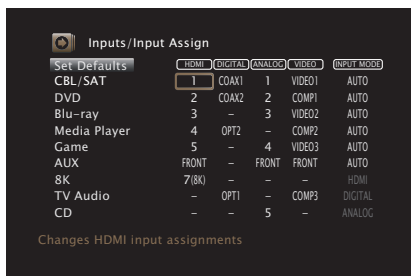 Inputs/Input Assign
Set Defaults HDMI DIGITAL ANALOG VIDEO INPUT MODE
CBL/SAT 1 COAX1 1 VIDEO1 AUTO
DVD 2 COAX2 2 COMP1 AUTO
Blu-ray 3 – 3 VIDEO2 AUTO
Media Player 4 OPT2 – COMP2 AUTO
Game 5 – 4 VIDEO3 AUTO
AUX FRONT – FRONT FRONT AUTO
8K 7(8K) – – – HDMI
TV Audio – OPT1 – COMP3 DIGITAL
CD – – 5 – ANALOG
Changes HDMI input assignments